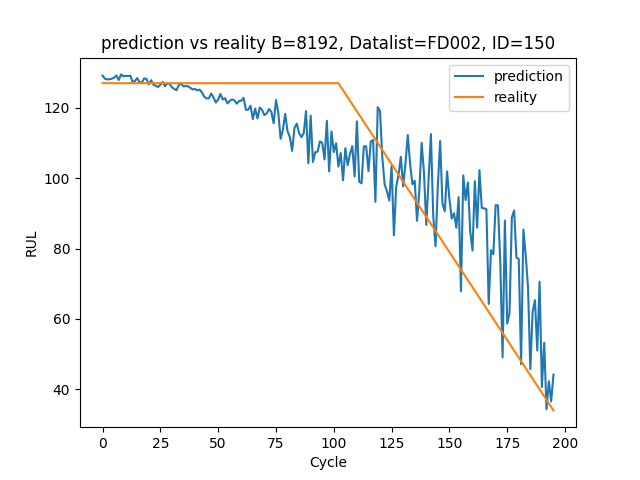 prediction vs reality B=8192, Datalist=FD002, ID=150
prediction
reality
RUL
120
100
80
60
40
0 25 50 75 100 125 150 175 200
Cycle